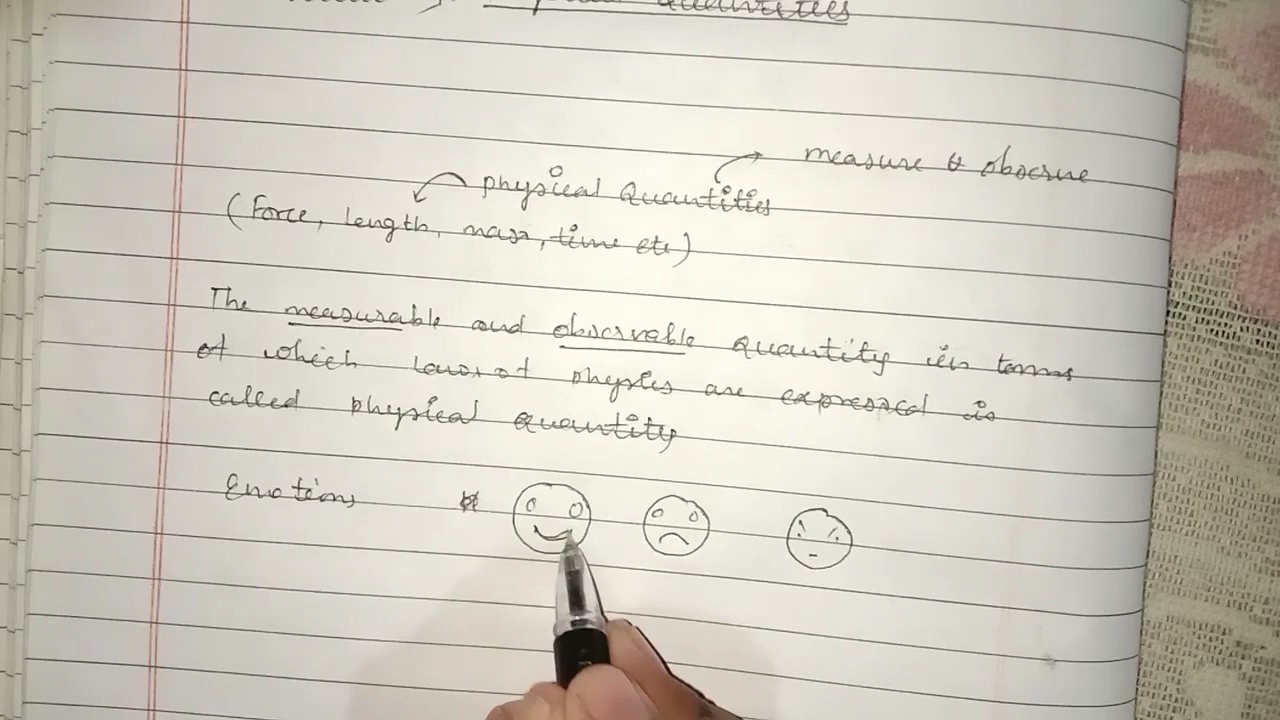 Quantities
measure & observe
physical Quantities
(Force, length, mass, time etc)
The measurable and observable quantity in terms
of which laws of physics are expressed is
called physical quantity
Emotions